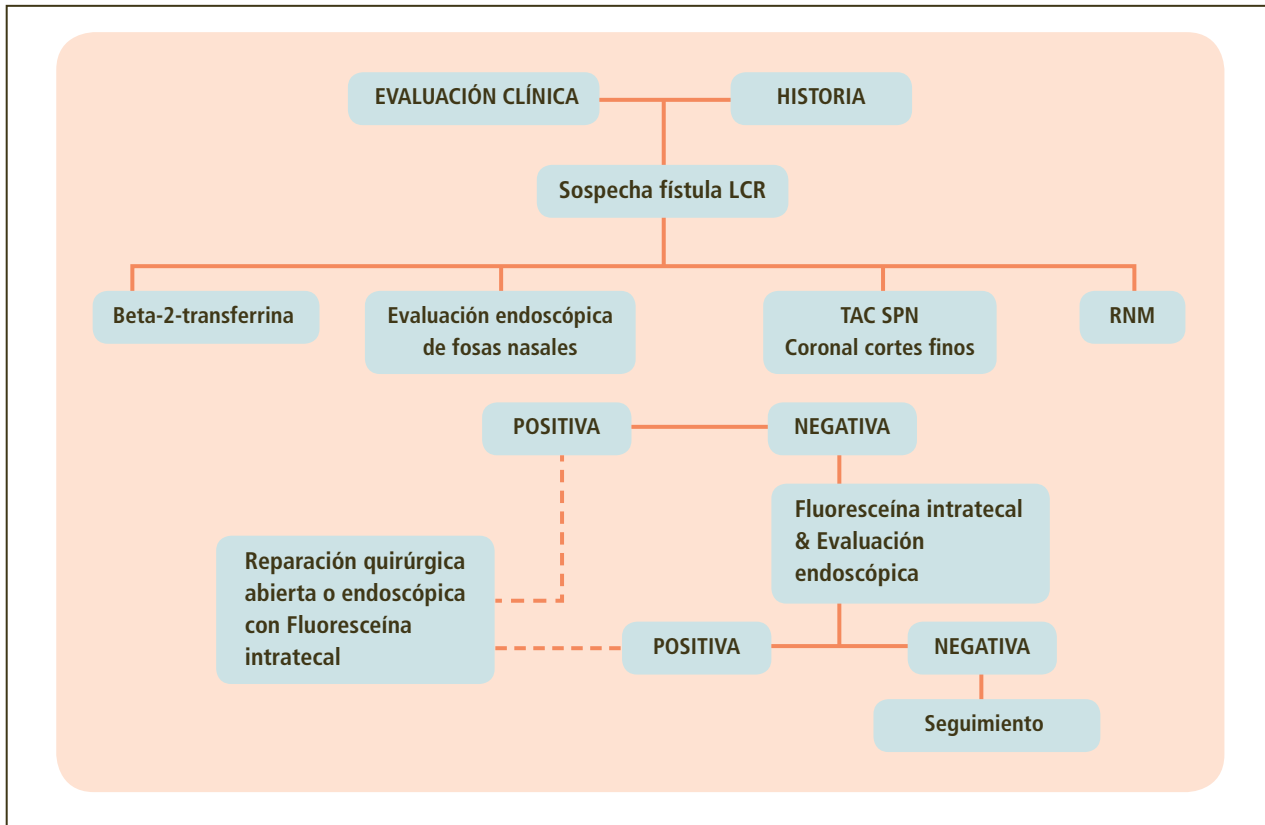 EVALUACIÓN CLÍNICA
HISTORIA
Sospecha fístula LCR
Beta-2-transferrina
Evaluación endoscópica
de fosas nasales
TAC SPN
Coronal cortes finos
RNM
POSITIVA
NEGATIVA
Fluoresceína intratecal
& Evaluación
endoscópica
Reparación quirúrgica
abierta o endoscópica
con Fluoresceína
intratecal
POSITIVA
NEGATIVA
Seguimiento